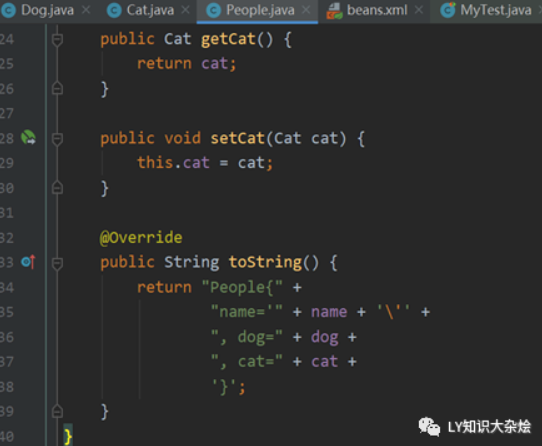 Dog.java × Cat.java × People.java × beans.xml × MyTest.java
24 public Cat getCat() {
25 return cat;
26 }
27
28 public void setCat(Cat cat) {
29 this.cat = cat;
30 }
31
32 @Override
33 public String toString() {
34 return "People{" +
35 "name='" + name + '\'' +
36 ", dog=" + dog +
37 ", cat=" + cat +
38 '}';
39 }
40 }
LY知识大杂烩